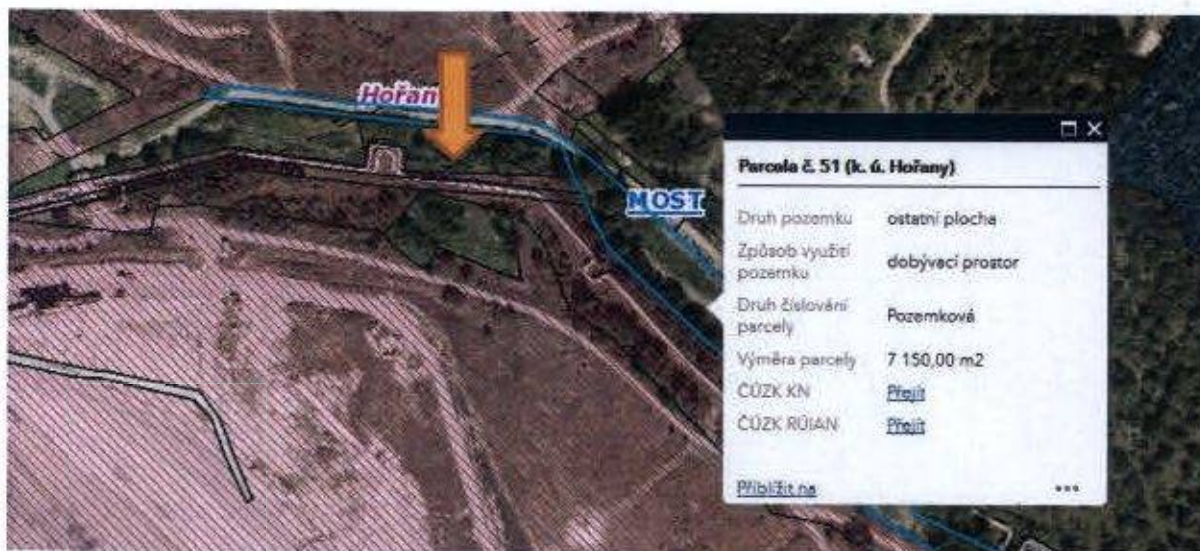 Hořan
MOST
Parcela č. 51 (k. ú. Hořany)
Druh pozemku ostatní plocha
Způsob využití
pozemku dobývací prostor
Druh číslování
parcely Pozemková
Výměra parcely 7 150,00 m2
ČÚZK KN Přejít
ČÚZK RÚIAN Přejít
Přiblížit na